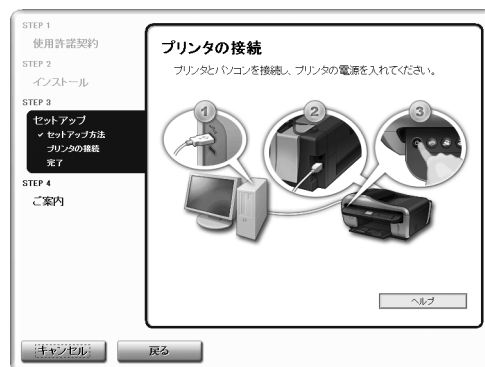 STEP 1
使用許諾契約
STEP 2
インストール
STEP 3
セットアップ
✓ セットアップ方法
プリンタの接続
完了
STEP 4
ご案内
プリンタの接続
プリンタとパソコンを接続し、プリンタの電源を入れてください。
1
2
3
ヘルプ
キャンセル
戻る